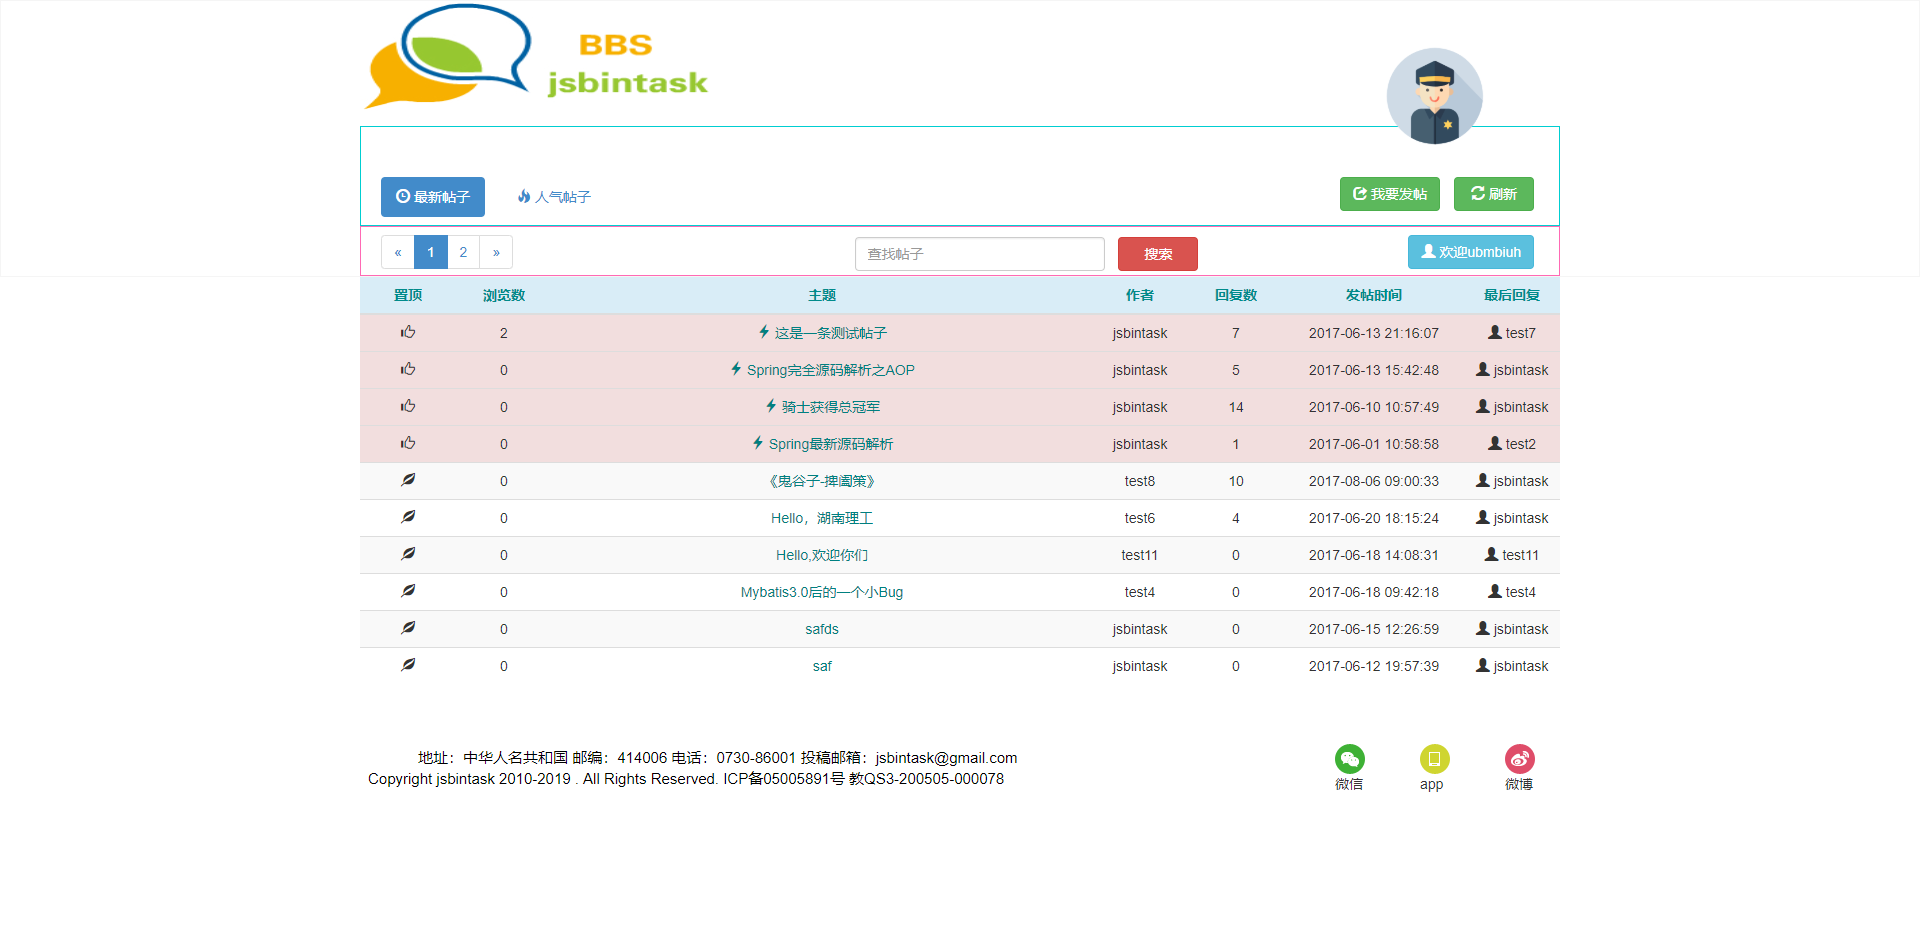 BBS
jsbintask
最新帖子 人气帖子 我要发帖 刷新
« 1 2 » 查找帖子 搜索 欢迎ubmbiuh
置顶 浏览数 主题 作者 回复数 发帖时间 最后回复
2 这是一条测试帖子 jsbintask 7 2017-06-13 21:16:07 test7
0 Spring完全源码解析之AOP jsbintask 5 2017-06-13 15:42:48 jsbintask
0 骑士获得总冠军 jsbintask 14 2017-06-10 10:57:49 jsbintask
0 Spring最新源码解析 jsbintask 1 2017-06-01 10:58:58 test2
0 《鬼谷子-捭阖策》 test8 10 2017-08-06 09:00:33 jsbintask
0 Hello，湖南理工 test6 4 2017-06-20 18:15:24 jsbintask
0 Hello,欢迎你们 test11 0 2017-06-18 14:08:31 test11
0 Mybatis3.0后的一个小Bug test4 0 2017-06-18 09:42:18 test4
0 safds jsbintask 0 2017-06-15 12:26:59 jsbintask
0 saf jsbintask 0 2017-06-12 19:57:39 jsbintask
地址：中华人名共和国 邮编：414006 电话：0730-86001 投稿邮箱：jsbintask@gmail.com
Copyright jsbintask 2010-2019 . All Rights Reserved. ICP备05005891号 教QS3-200505-000078
微信 app 微博